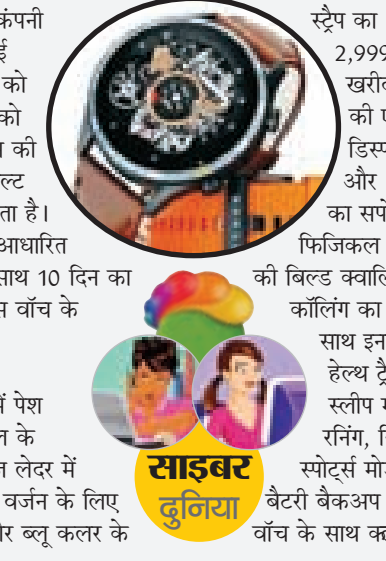 कंपनी
ई
को
को
की
ल्ट
ता है।
आधारित
साथ 10 दिन का
वॉच के
में पेश
के
लेदर में
वर्जन के लिए
ब्लू कलर के
साइबर
दुनिया
स्ट्रैप का
2,999
खरी
की
डिस्
और
का सपो
फिजिकल
की बिल्ड क्वालि
कॉलिंग का
साथ इन
हेल्थ ट्रै
स्लीप
रनिंग,
स्पोर्ट्स मो
बैटरी बैकअप
वॉच के साथ